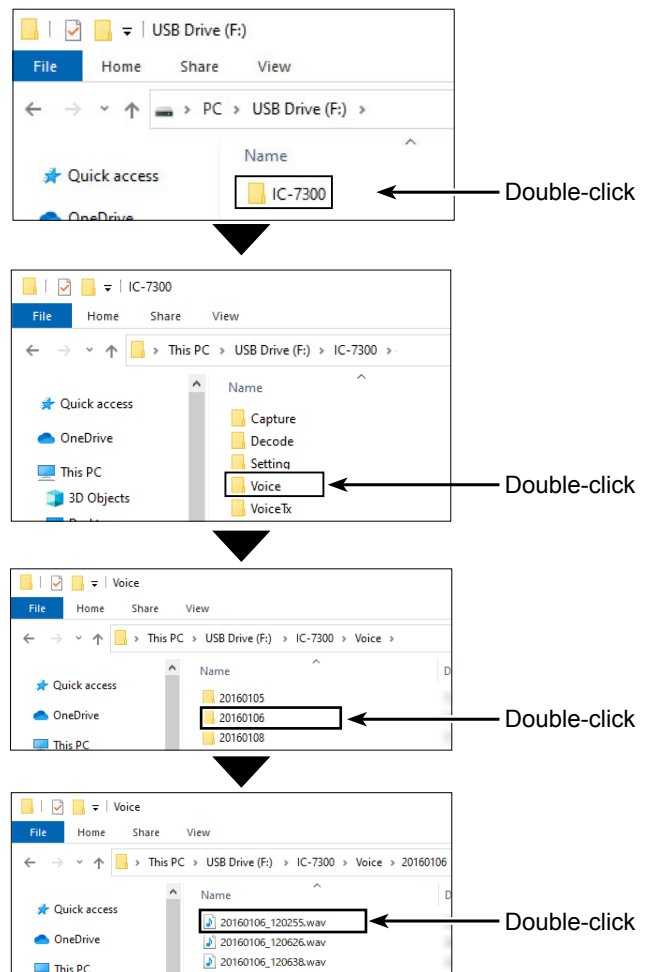 USB Drive (F:)
File Home Share View
PC > USB Drive (F:) >
Name
Quick access
IC-7300
Double-click
OneDrive
IC-7300
File Home Share View
This PC > USB Drive (F:) > IC-7300 >
Name
Quick access
Capture
OneDrive
Decode
Setting
This PC
Voice
Double-click
3D Objects
VoiceTx
Voice
File Home Share View
This PC > USB Drive (F:) > IC-7300 > Voice >
Name D
Quick access
20160105
OneDrive
20160106
Double-click
20160108
This PC
Voice
File Home Share View
This PC > USB Drive (F:) > IC-7300 > Voice > 20160106
Name D
Quick access
20160106_120255.wav
Double-click
OneDrive
20160106_120626.wav
20160106_120638.wav
This PC